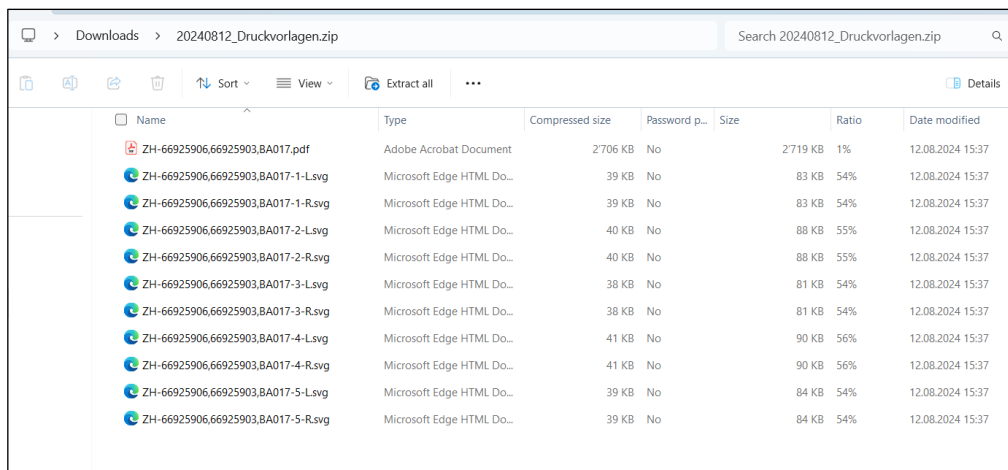 Downloads > 20240812_Druckvorlagen.zip Search 20240812_Druckvorlagen.zip
Sort View Extract all ... Details
Name Type Compressed size Password p... Size Ratio Date modified
ZH-66925906,66925903,BA017.pdf Adobe Acrobat Document 2'706 KB No 2'719 KB 1% 12.08.2024 15:37
ZH-66925906,66925903,BA017-1-L.svg Microsoft Edge HTML Do... 39 KB No 83 KB 54% 12.08.2024 15:37
ZH-66925906,66925903,BA017-1-R.svg Microsoft Edge HTML Do... 39 KB No 83 KB 54% 12.08.2024 15:37
ZH-66925906,66925903,BA017-2-L.svg Microsoft Edge HTML Do... 40 KB No 88 KB 55% 12.08.2024 15:37
ZH-66925906,66925903,BA017-2-R.svg Microsoft Edge HTML Do... 40 KB No 88 KB 55% 12.08.2024 15:37
ZH-66925906,66925903,BA017-3-L.svg Microsoft Edge HTML Do... 38 KB No 81 KB 54% 12.08.2024 15:37
ZH-66925906,66925903,BA017-3-R.svg Microsoft Edge HTML Do... 38 KB No 81 KB 54% 12.08.2024 15:37
ZH-66925906,66925903,BA017-4-L.svg Microsoft Edge HTML Do... 41 KB No 90 KB 56% 12.08.2024 15:37
ZH-66925906,66925903,BA017-4-R.svg Microsoft Edge HTML Do... 41 KB No 90 KB 56% 12.08.2024 15:37
ZH-66925906,66925903,BA017-5-L.svg Microsoft Edge HTML Do... 39 KB No 84 KB 54% 12.08.2024 15:37
ZH-66925906,66925903,BA017-5-R.svg Microsoft Edge HTML Do... 39 KB No 84 KB 54% 12.08.2024 15:37